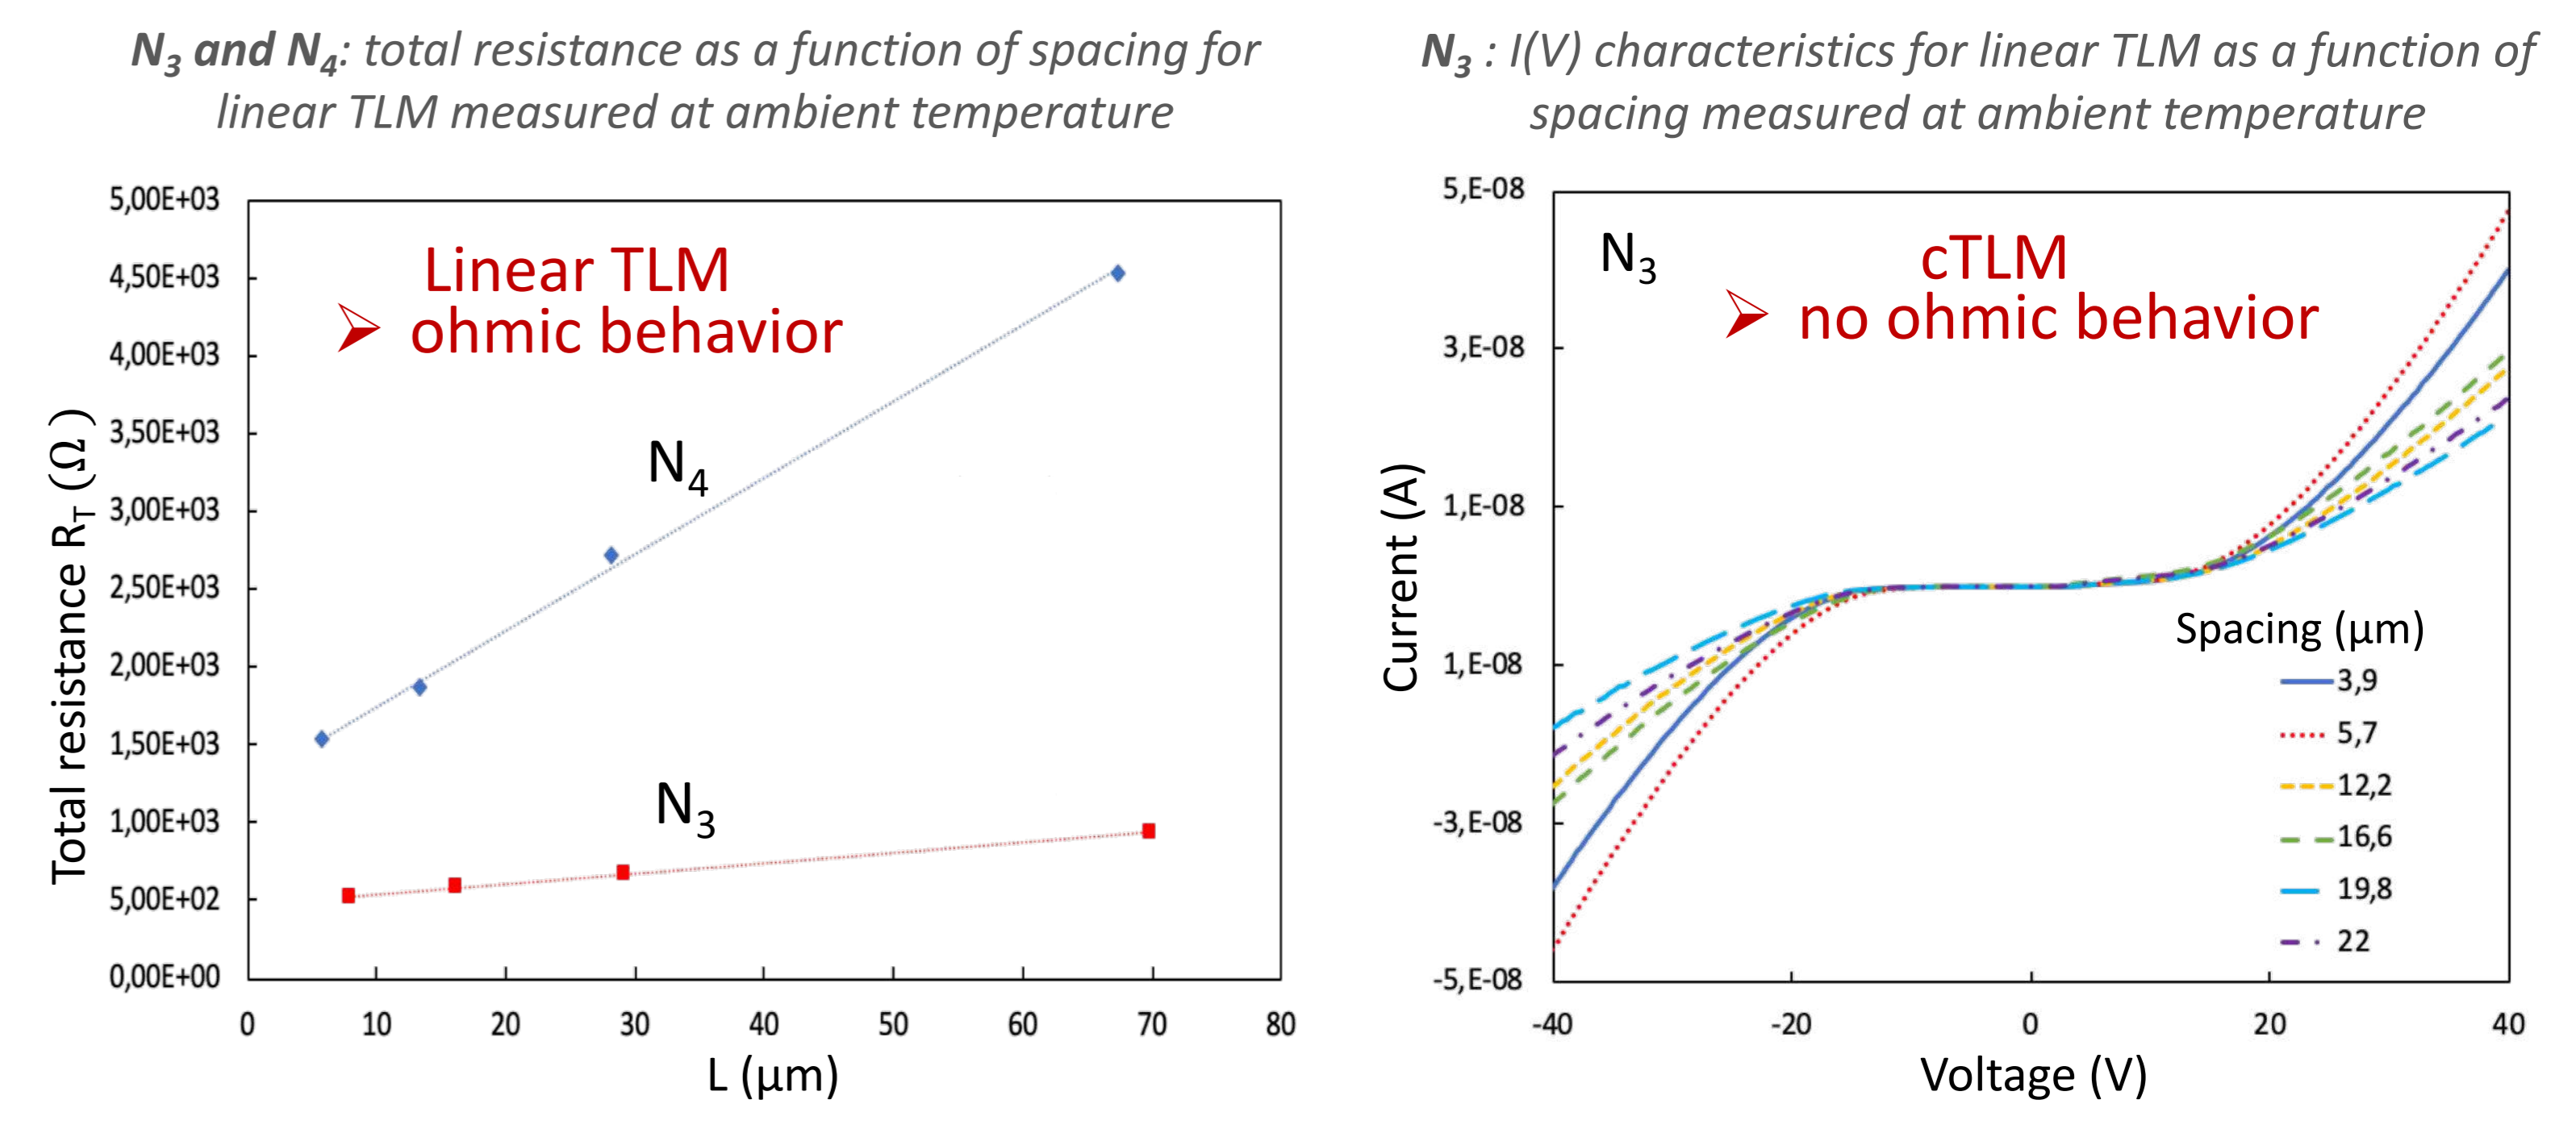 N3 and N4: total resistance as a function of spacing for
linear TLM measured at ambient temperature
5,00E+03
4,50E+03
4,00E+03
3,50E+03
3,00E+03
2,50E+03
2,00E+03
1,50E+03
1,00E+03
5,00E+02
0,00E+00
Total resistance RT (Ω)
Linear TLM
➢ ohmic behavior
N4
N3
0 10 20 30 40 50 60 70 80
L (μm)
N3 : I(V) characteristics for linear TLM as a function of
spacing measured at ambient temperature
5,E-08
3,E-08
1,E-08
1,E-08
-3,E-08
-5,E-08
Current (A)
N3
cTLM
➢ no ohmic behavior
Spacing (μm)
3,9
5,7
12,2
16,6
19,8
22
-40 -20 0 20 40
Voltage (V)